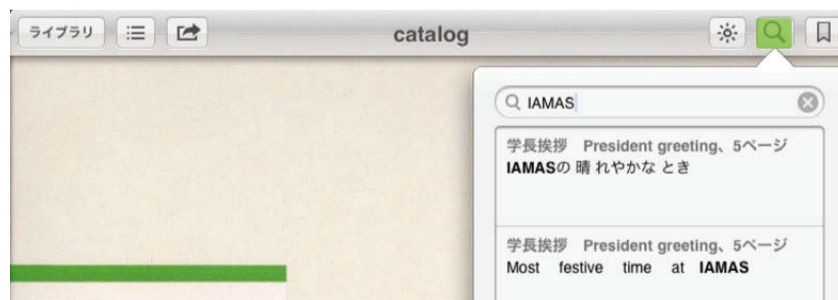 ライブラリ
catalog
IAMAS
学長挨拶 President greeting、5ページ
IAMASの 晴 れやかな とき
学長挨拶 President greeting、5ページ
Most festive time at IAMAS